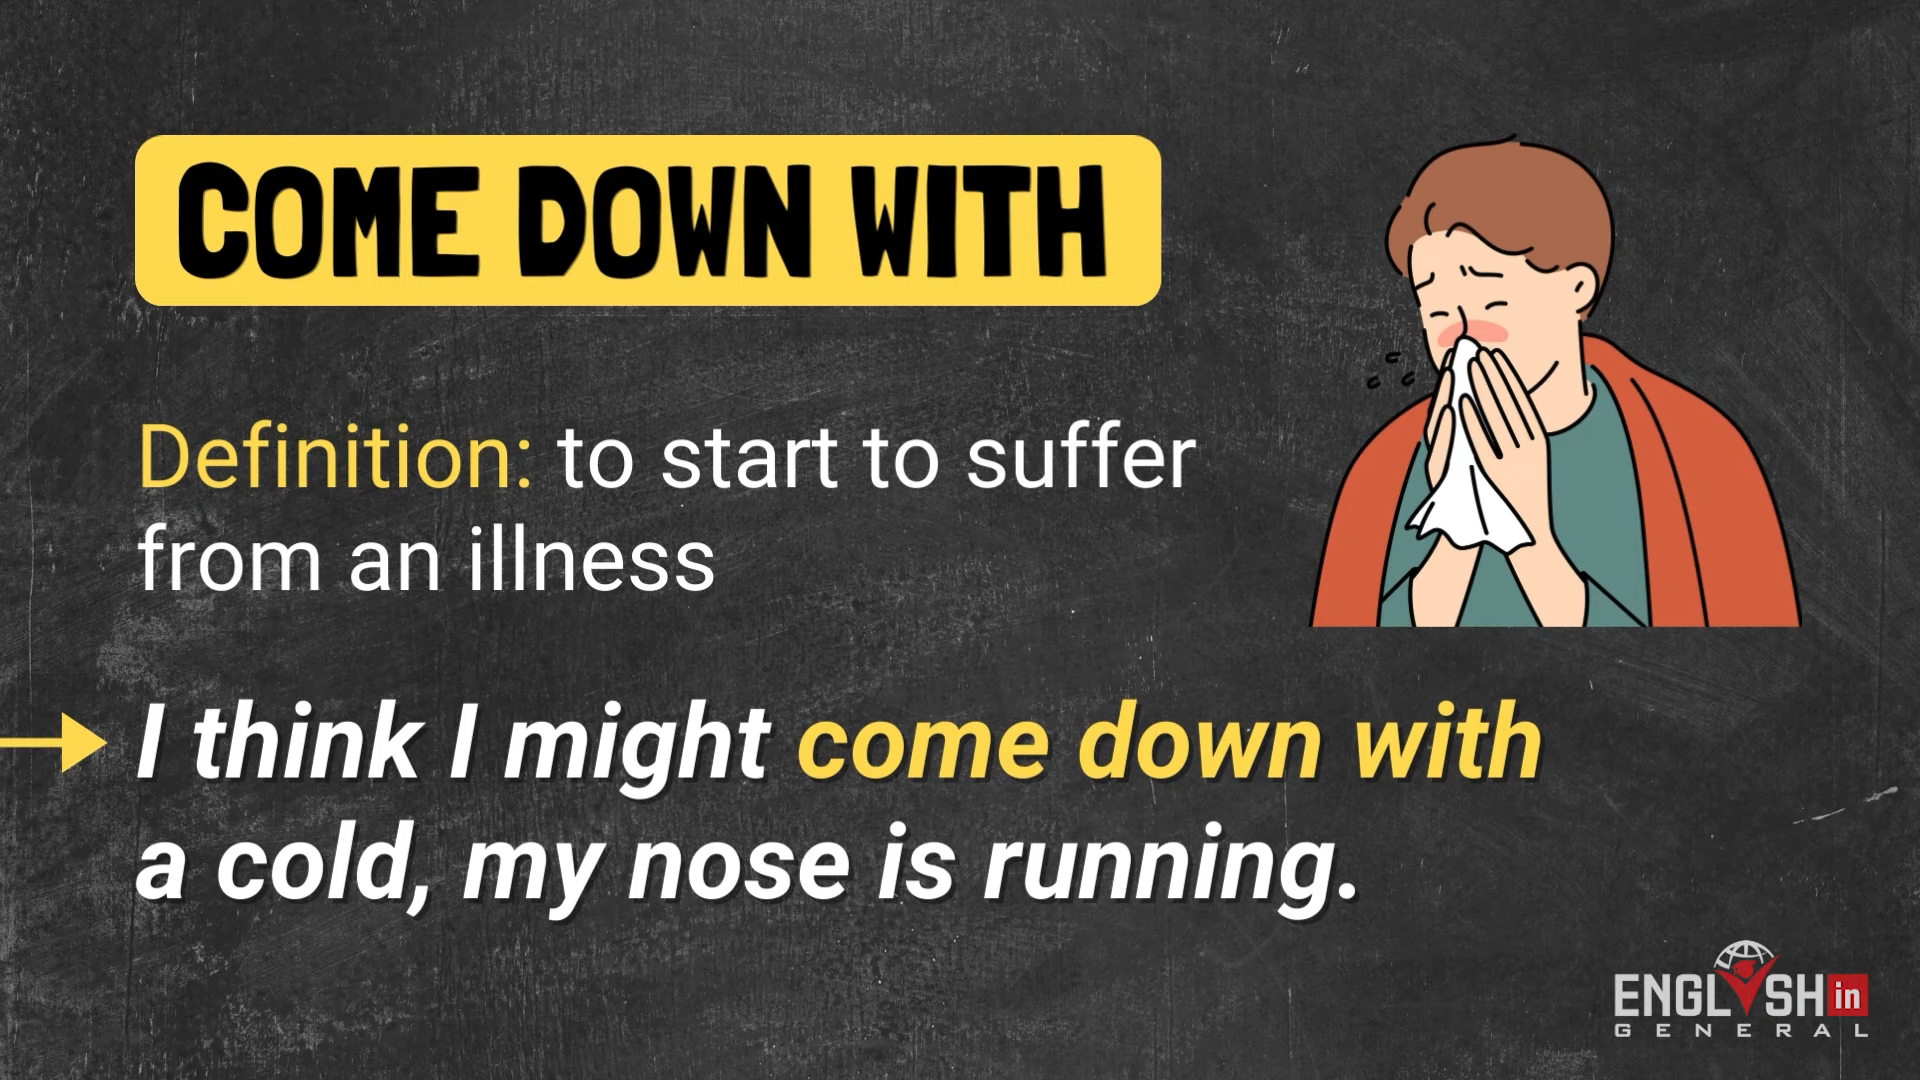 COME DOWN WITH
Definition: to start to suffer
from an illness
I think I might come down with
a cold, my nose is running.
ENGLISH in
GENERAL